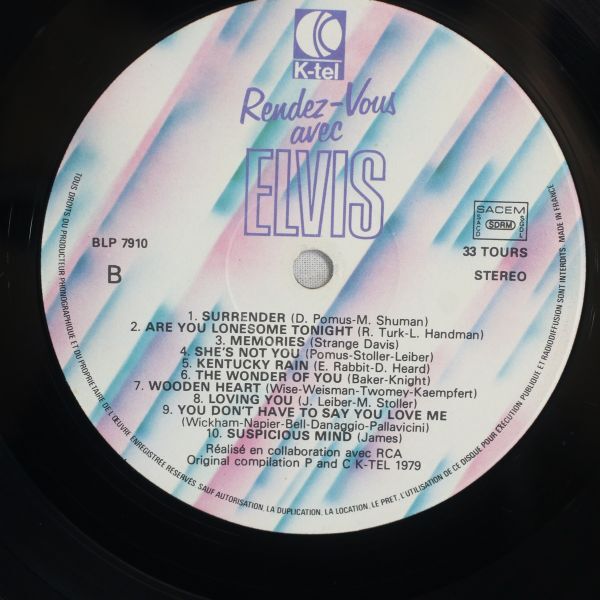 K-tel
Rendez-Vous
avec
ELVIS
BLP 7910
B
SACEM
SACD SDRM SGDL
33 TOURS
STEREO
1. SURRENDER (D. Pomus-M. Shuman)
2. ARE YOU LONESOME TONIGHT (R. Turk-L. Handman)
3. MEMORIES (Strange Davis)
4. SHE'S NOT YOU (Pomus-Stoller-Leiber)
5. KENTUCKY RAIN (E. Rabbit-D. Heard)
6. THE WONDER OF YOU (Baker-Knight)
7. WOODEN HEART (Wise-Weisman-Twomey-Kaempfert)
8. LOVING YOU (J. Leiber-M. Stoller)
9. YOU DON'T HAVE TO SAY YOU LOVE ME
(Wickham-Napier-Bell-Danaggio-Pallavicini)
10. SUSPICIOUS MIND (James)
Réalisé en collaboration avec RCA
Original compilation P and C K-TEL 1979
TOUS DROITS DU PRODUCTEUR PHONOGRAPHIQUE ET DU PROPRIETAIRE DE L'ŒUVRE ENREGISTREE RESERVES SAUF AUTORISATION. LA DUPLICATION, LA LOCATION, LE PRET, L'UTILISATION DE CE DISQUE POUR EXECUTION PUBLIQUE ET RADIODIFFUSION SONT INTERDITS. MADE IN FRANCE